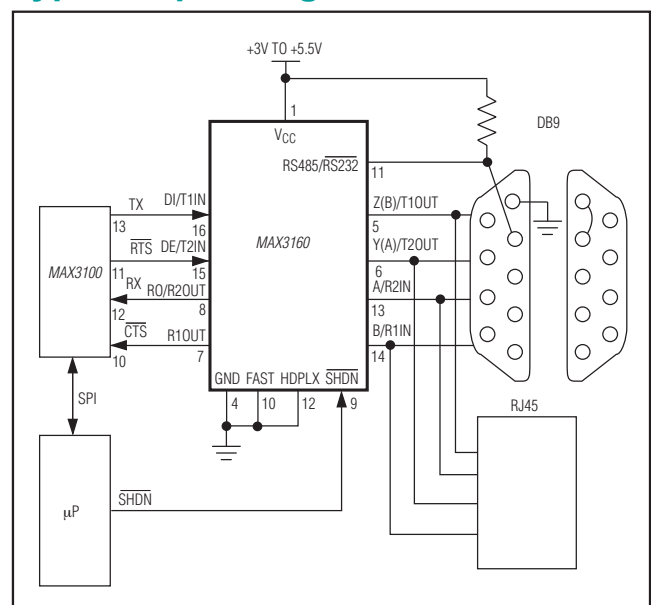 +3V TO +5.5V
1
VCC
DB9
RS485/RS232
11
TX
DI/T1IN
Z(B)/T1OUT
13
16
5
RTS
DE/T2IN
MAX3160
Y(A)/T2OUT
MAX3100
11
15
6
RX
RO/R2OUT
A/R2IN
12
8
13
CTS
R1OUT
B/R1IN
10
7
14
GND FAST HDPLX SHDN
4
10
12
9
SPI
RJ45
SHDN
µP